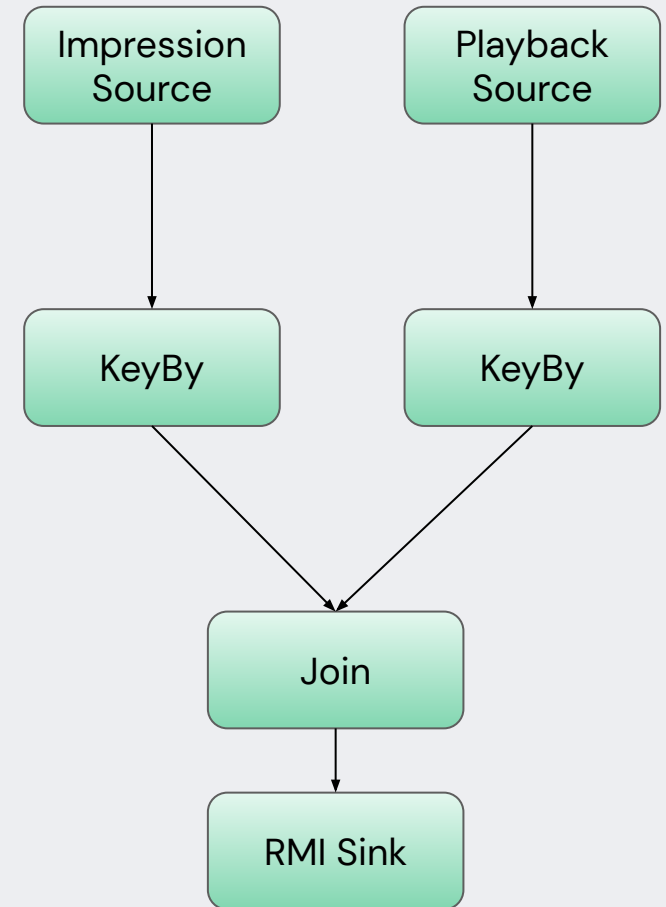 Impression
Source
Playback
Source
KeyBy
KeyBy
Join
RMI Sink